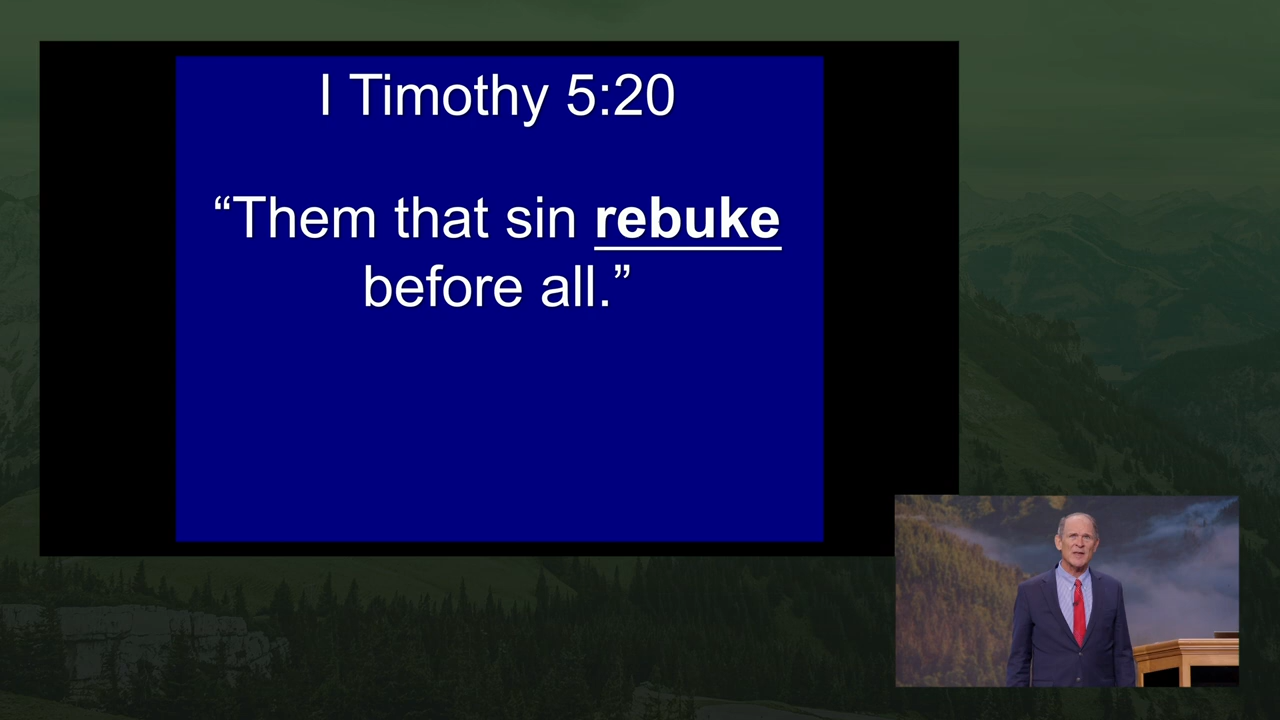 I Timothy 5:20
“Them that sin rebuke
before all.”